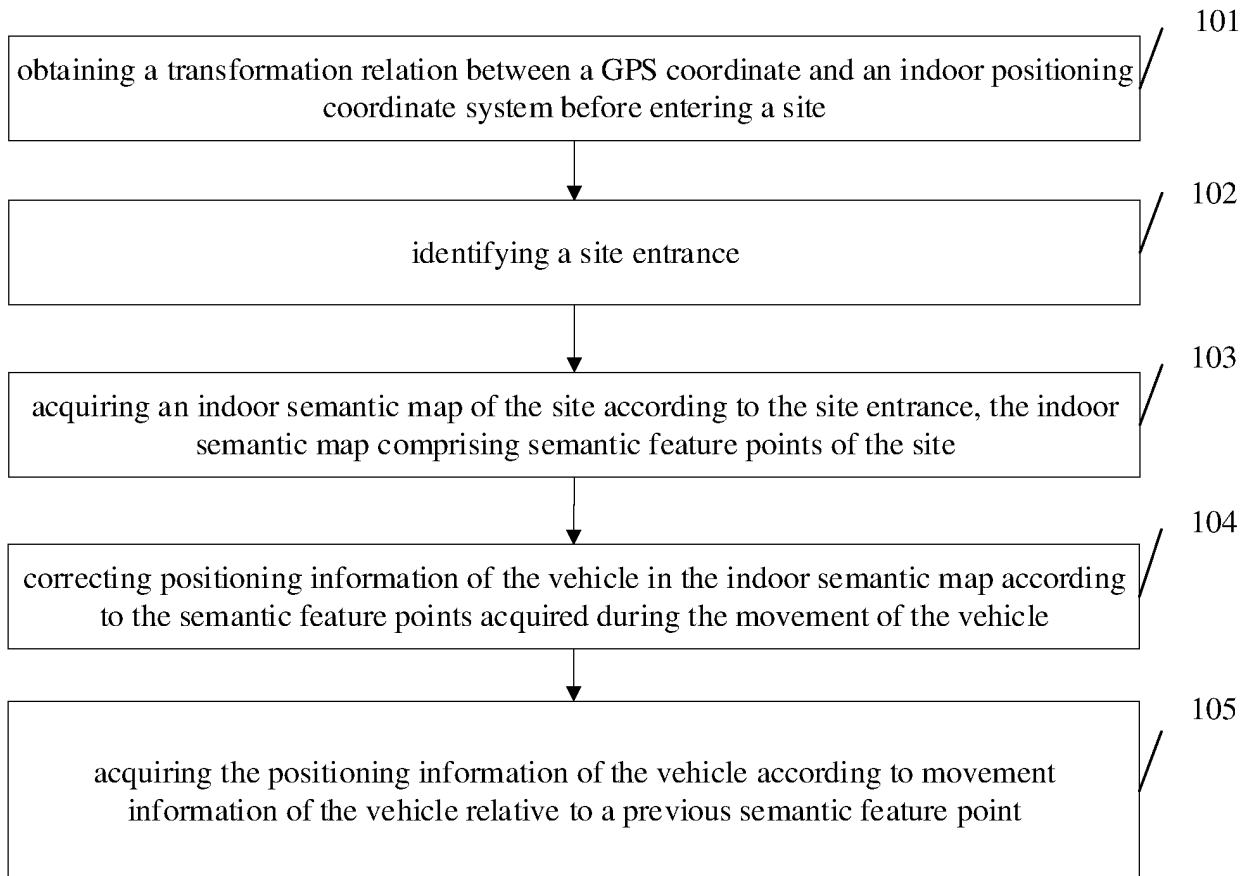 101
obtaining a transformation relation between a GPS coordinate and an indoor positioning
coordinate system before entering a site
102
identifying a site entrance
103
acquiring an indoor semantic map of the site according to the site entrance, the indoor
semantic map comprising semantic feature points of the site
104
correcting positioning information of the vehicle in the indoor semantic map according
to the semantic feature points acquired during the movement of the vehicle
105
acquiring the positioning information of the vehicle according to movement
information of the vehicle relative to a previous semantic feature point